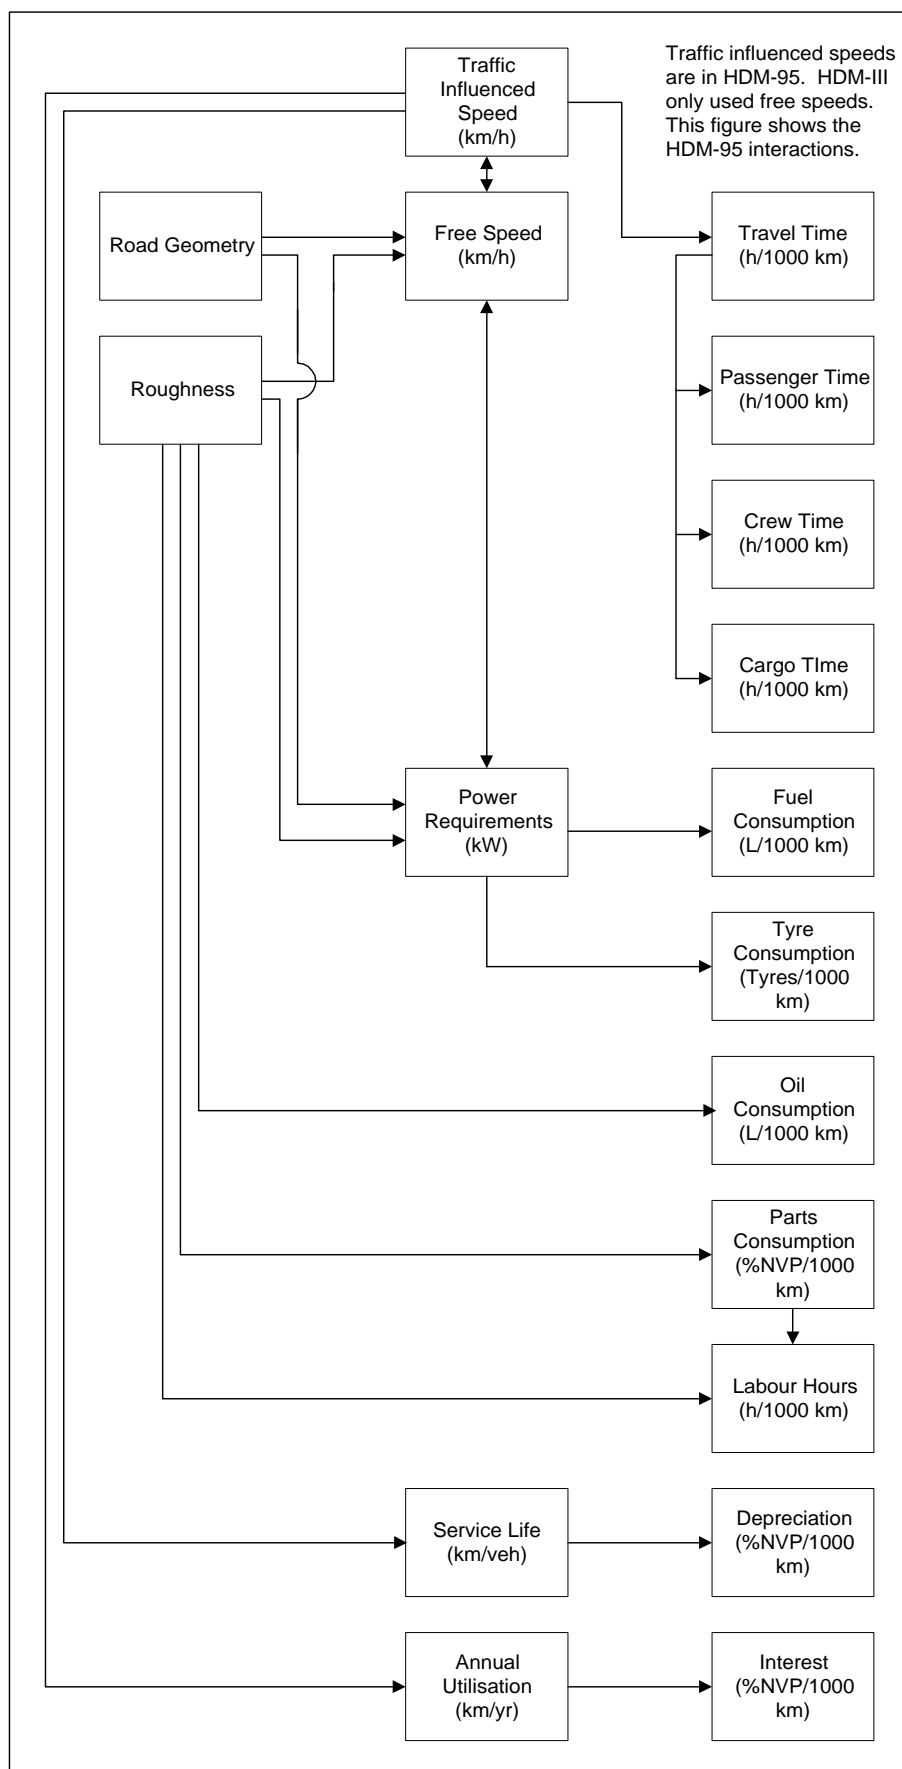 Traffic
Influenced
Speed
(km/h)
Traffic influenced speeds
are in HDM-95.  HDM-III
only used free speeds.
This figure shows the
HDM-95 interactions.
Road Geometry
Free Speed
(km/h)
Travel Time
(h/1000 km)
Roughness
Passenger Time
(h/1000 km)
Crew Time
(h/1000 km)
Cargo TIme
(h/1000 km)
Power
Requirements
(kW)
Fuel
Consumption
(L/1000 km)
Tyre
Consumption
(Tyres/1000
km)
Oil
Consumption
(L/1000 km)
Parts
Consumption
(%NVP/1000
km)
Labour Hours
(h/1000 km)
Service Life
(km/veh)
Depreciation
(%NVP/1000
km)
Annual
Utilisation
(km/yr)
Interest
(%NVP/1000
km)